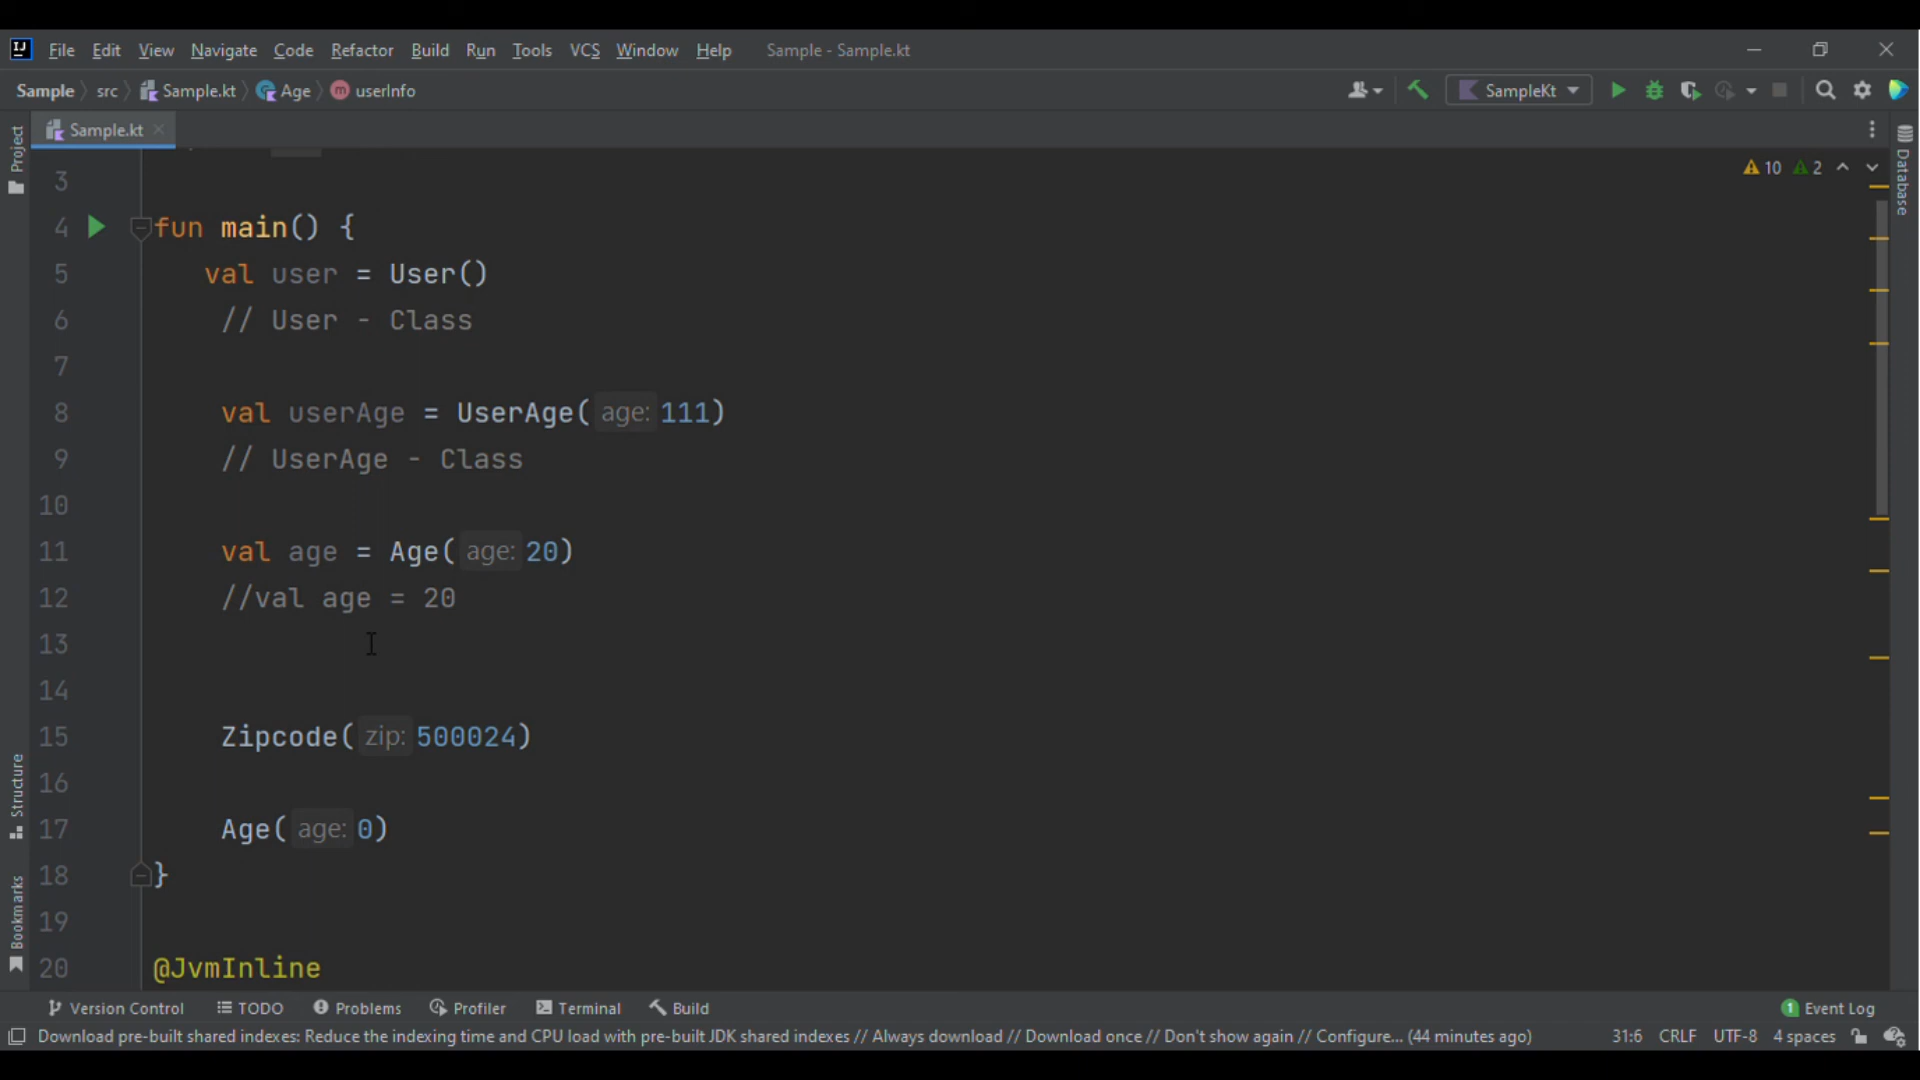 File Edit View Navigate Code Refactor Build Run Tools VCS Window Help Sample - Sample.kt
Sample src Sample.kt Age userInfo SampleKt
Project Sample.kt Database
10 2
3
4 fun main() {
5 val user = User()
6 // User - Class
7
8 val userAge = UserAge( age: 111)
9 // UserAge - Class
10
11 val age = Age( age: 20)
12 //val age = 20
13
14
15 Zipcode( zip: 500024)
16
17 Age( age: 0)
18 }
19
20 @JvmInline
Structure
Bookmarks
Version Control TODO Problems Profiler Terminal Build 1 Event Log
Download pre-built shared indexes: Reduce the indexing time and CPU load with pre-built JDK shared indexes // Always download // Download once // Don't show again // Configure... (44 minutes ago) 31:6 CRLF UTF-8 4 spaces